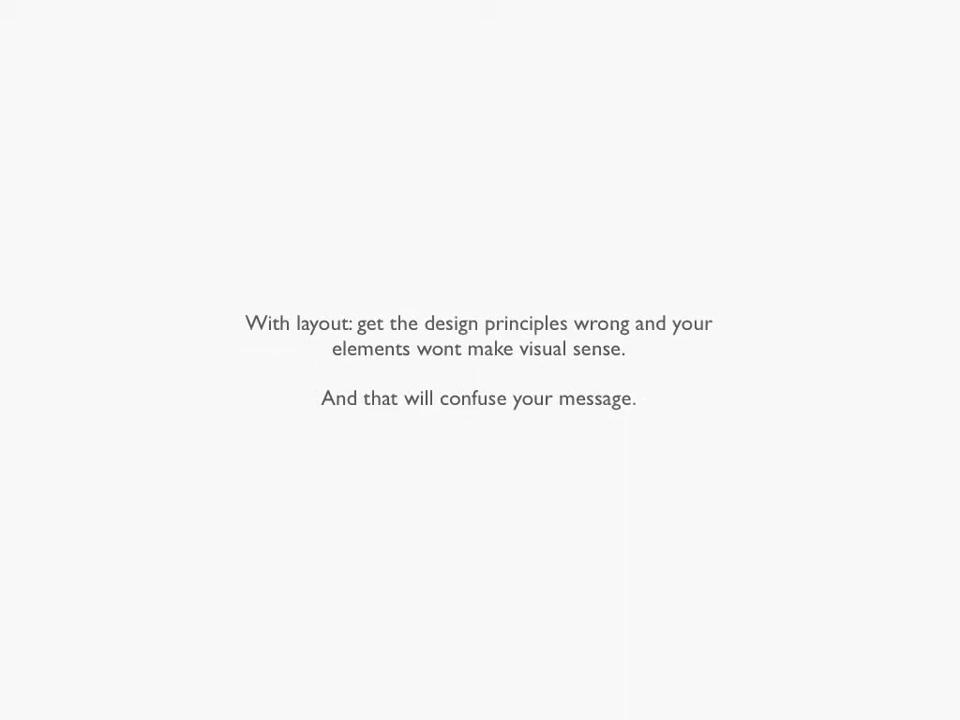 With layout: get the design principles wrong and your
elements wont make visual sense.
And that will confuse your message.